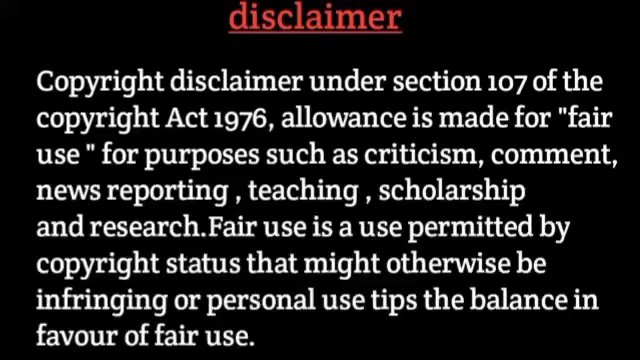 disclaimer
Copyright disclaimer under section 107 of the
copyright Act 1976, allowance is made for "fair
use " for purposes such as criticism, comment,
news reporting , teaching , scholarship
and research.Fair use is a use permitted by
copyright status that might otherwise be
infringing or personal use tips the balance in
favour of fair use.